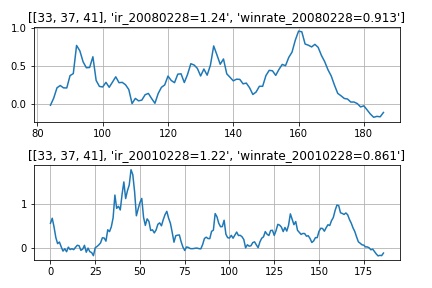 [[33, 37, 41], 'ir_20080228=1.24', 'winrate_20080228=0.913']
1.0
0.5
0.0
80 100 120 140 160 180
[[33, 37, 41], 'ir_20010228=1.22', 'winrate_20010228=0.861']
1
0
0 25 50 75 100 125 150 175